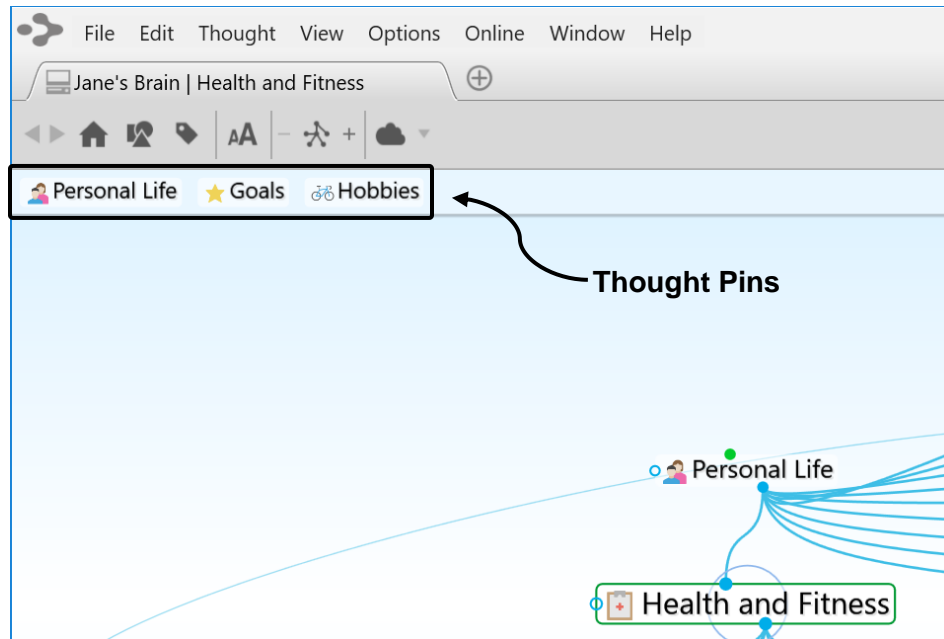 File Edit Thought View Options Online Window Help
Jane's Brain | Health and Fitness
AA
Personal Life Goals Hobbies
Thought Pins
Personal Life
Health and Fitness